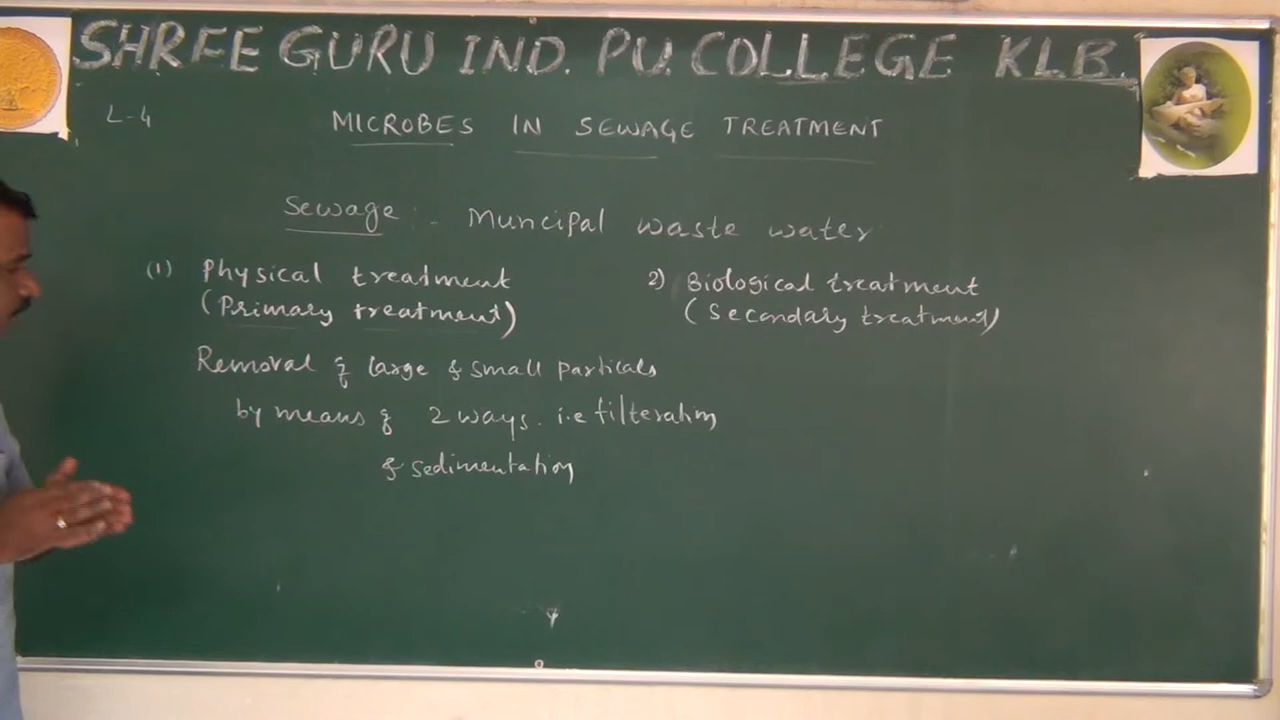 SHREE GURU IND. PU. COLLEGE KLB.
L-4
MICROBES IN SEWAGE TREATMENT
Sewage :- Muncipal waste water
(1) Physical treatment
(Primary treatment)
2) Biological treatment
(Secondary treatment)
Removal of large & small particals
by means of 2 ways. i.e filteration
& sedimentation